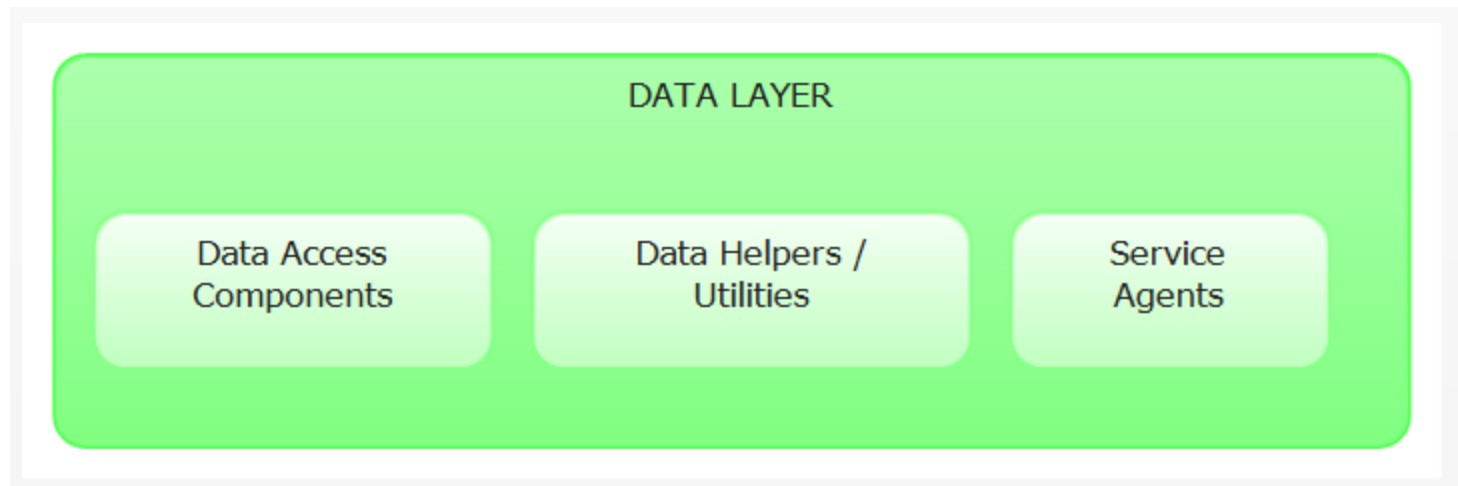 DATA LAYER
Data Access
Components
Data Helpers /
Utilities
Service
Agents